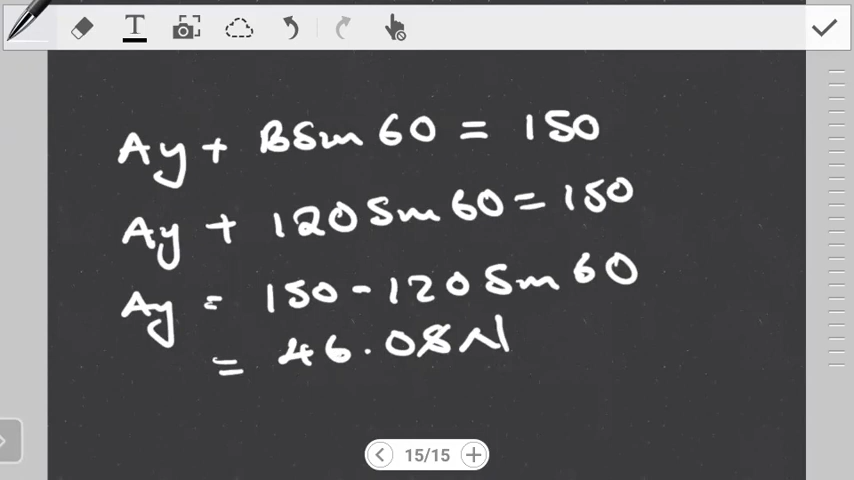 T
Ay + BSin 60 = 150
Ay + 120 Sin 60 = 150
Ay = 150 - 120 Sin 60
= 46.08N
15/15